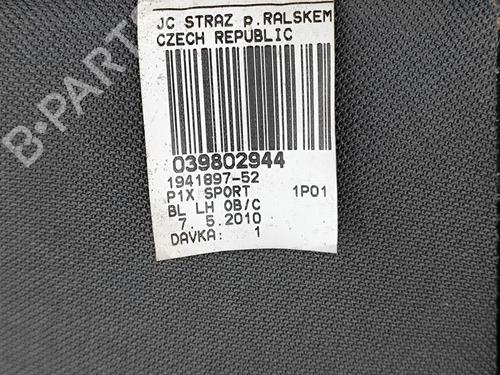 JC STRAZ p.RALSKEM
CZECH REPUBLIC
039802944
1941897-52
P1X SPORT 1P01
BL LH OB/C
7. 5.2010
DAVKA: 1
B-PARTS